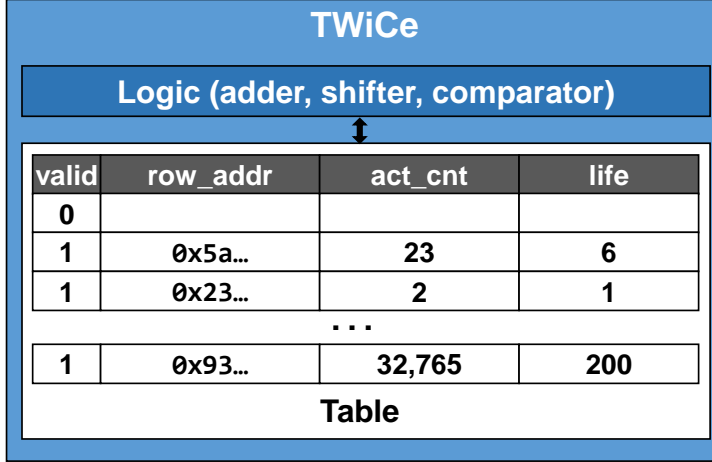 TWiCe
Logic (adder, shifter, comparator)
valid row_addr act_cnt life
0
1 0x5a… 23 6
1 0x23… 2 1
...
1 0x93… 32,765 200
Table